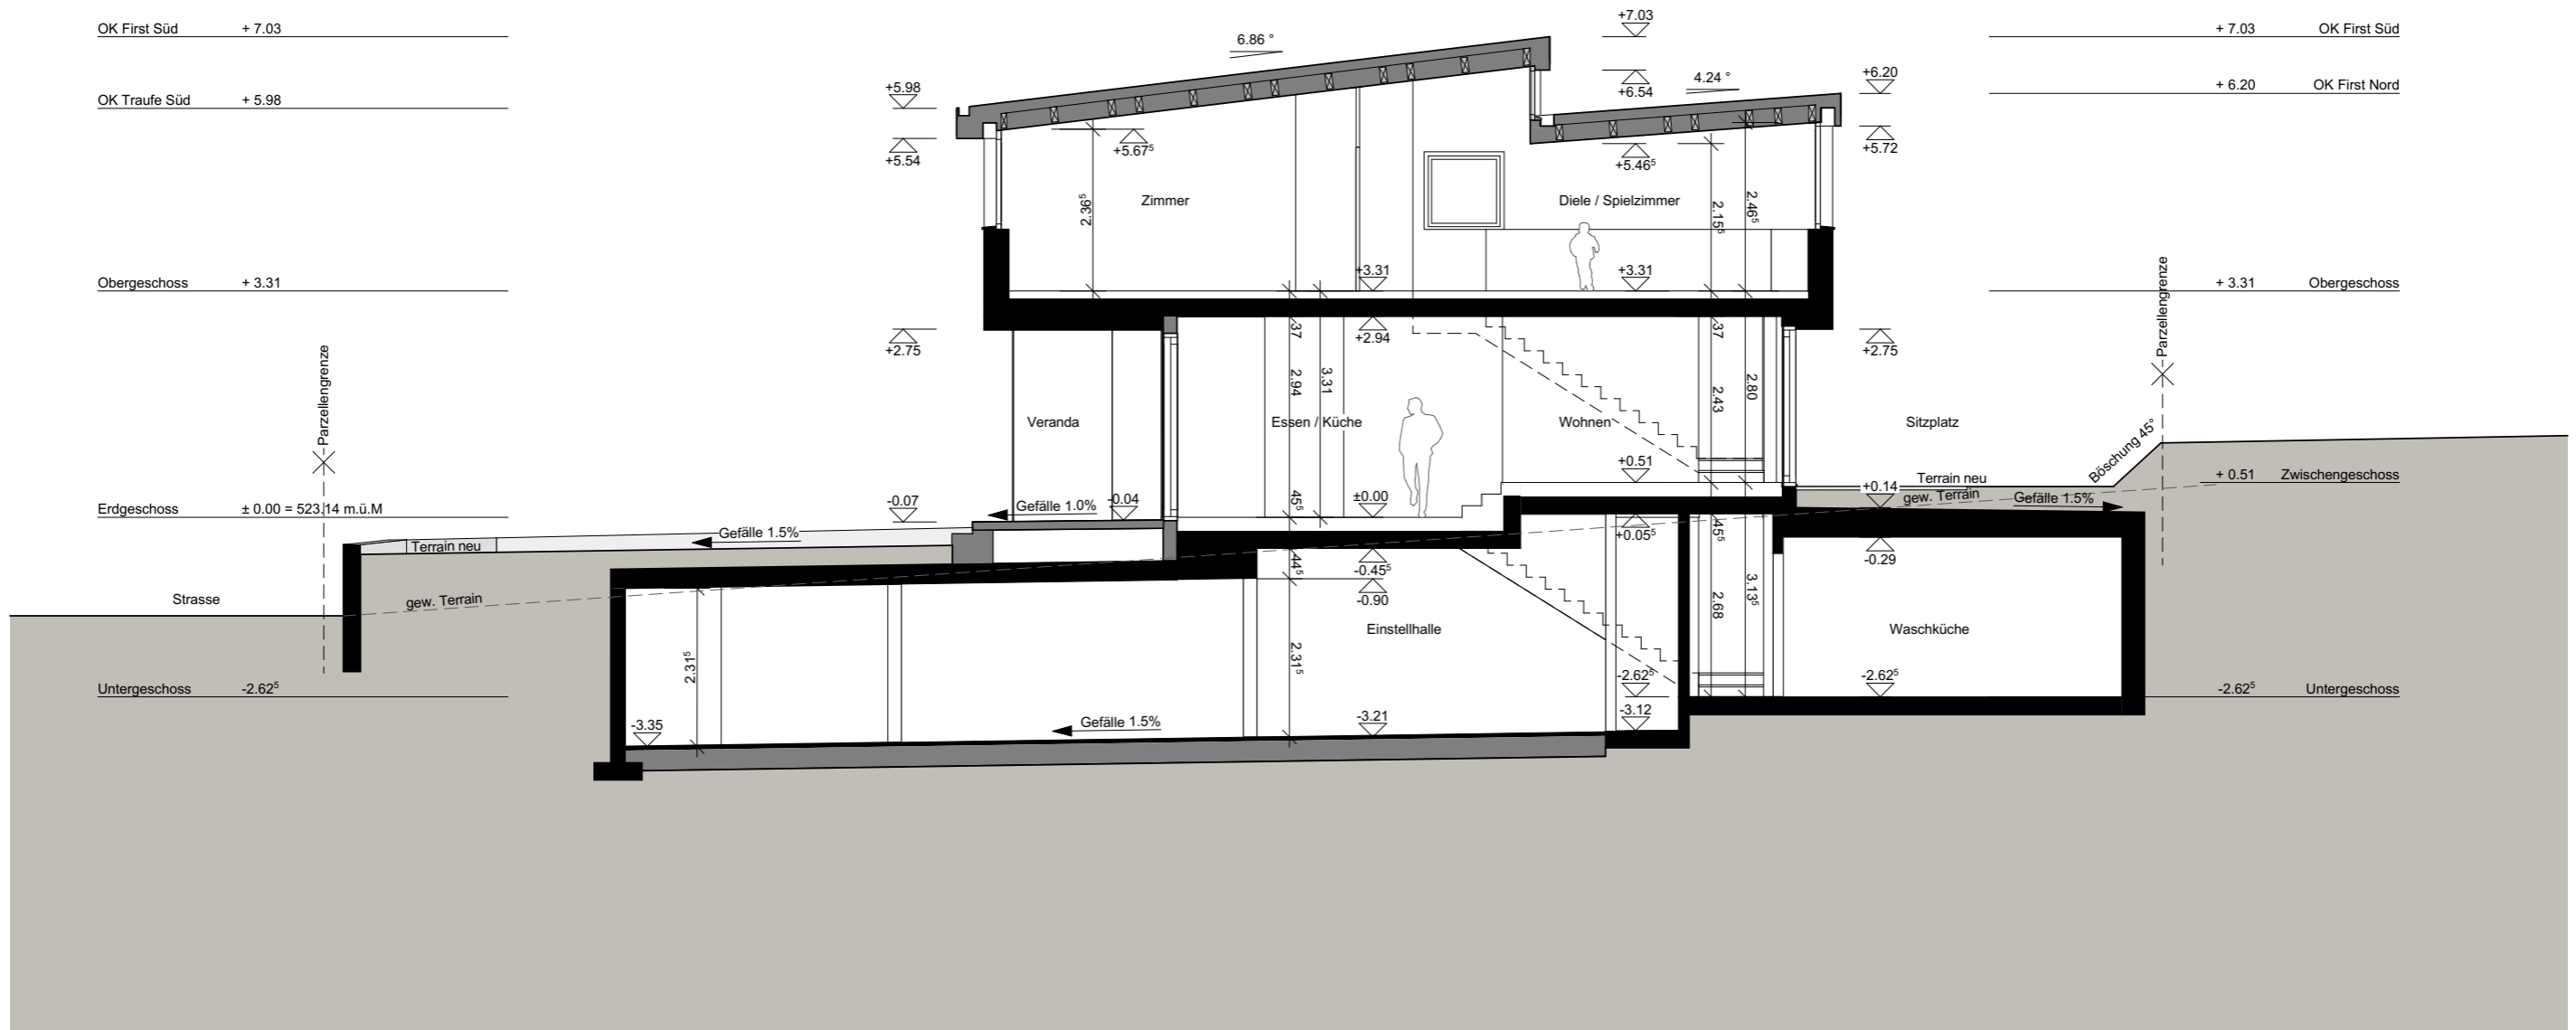 OK First Süd + 7.03
+7.03
+ 7.03 OK First Süd
6.86 °
4.24 °
+6.20
+ 6.20 OK First Nord
+5.98
OK Traufe Süd + 5.98
+6.54
+5.54
+5.67⁵
+5.46⁵
+5.72
Zimmer
Diele / Spielzimmer
2.36⁵
2.15⁵
2.46⁵
Obergeschoss + 3.31
+3.31
+3.31
+ 3.31 Obergeschoss
Parzellengrenze
Parzellengrenze
37
37
+2.94
+2.75
+2.75
2.94
3.31
2.43
2.80
Veranda
Essen / Küche
Wohnen
Sitzplatz
Böschung 45°
+0.51
Terrain neu
+ 0.51 Zwischengeschoss
+0.14
gew. Terrain
Gefälle 1.5%
Erdgeschoss ± 0.00 = 523.14 m.ü.M
-0.07
Gefälle 1.0%
-0.04
45⁵
±0.00
45⁵
+0.05⁵
Gefälle 1.5%
Terrain neu
44⁵
-0.45⁵
-0.90
-0.29
Strasse
gew. Terrain
Einstellhalle
Waschküche
2.31⁵
2.31⁵
2.68
3.13⁵
Untergeschoss -2.62⁵
-2.62⁵
-2.62⁵
-2.62⁵ Untergeschoss
-3.35
Gefälle 1.5%
-3.21
-3.12